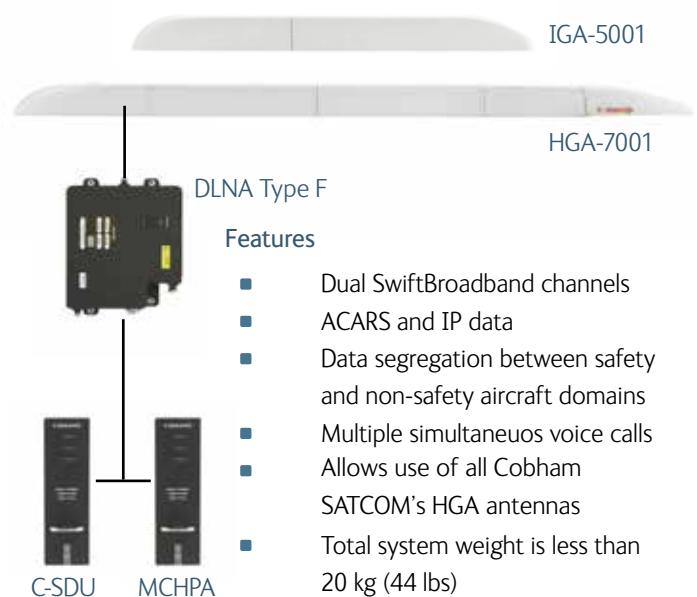 IGA-5001
HGA-7001
DLNA Type F
Features
Dual SwiftBroadband channels
ACARS and IP data
Data segregation between safety
and non-safety aircraft domains
Multiple simultaneuos voice calls
Allows use of all Cobham
SATCOM's HGA antennas
Total system weight is less than
20 kg (44 lbs)
C-SDU
MCHPA